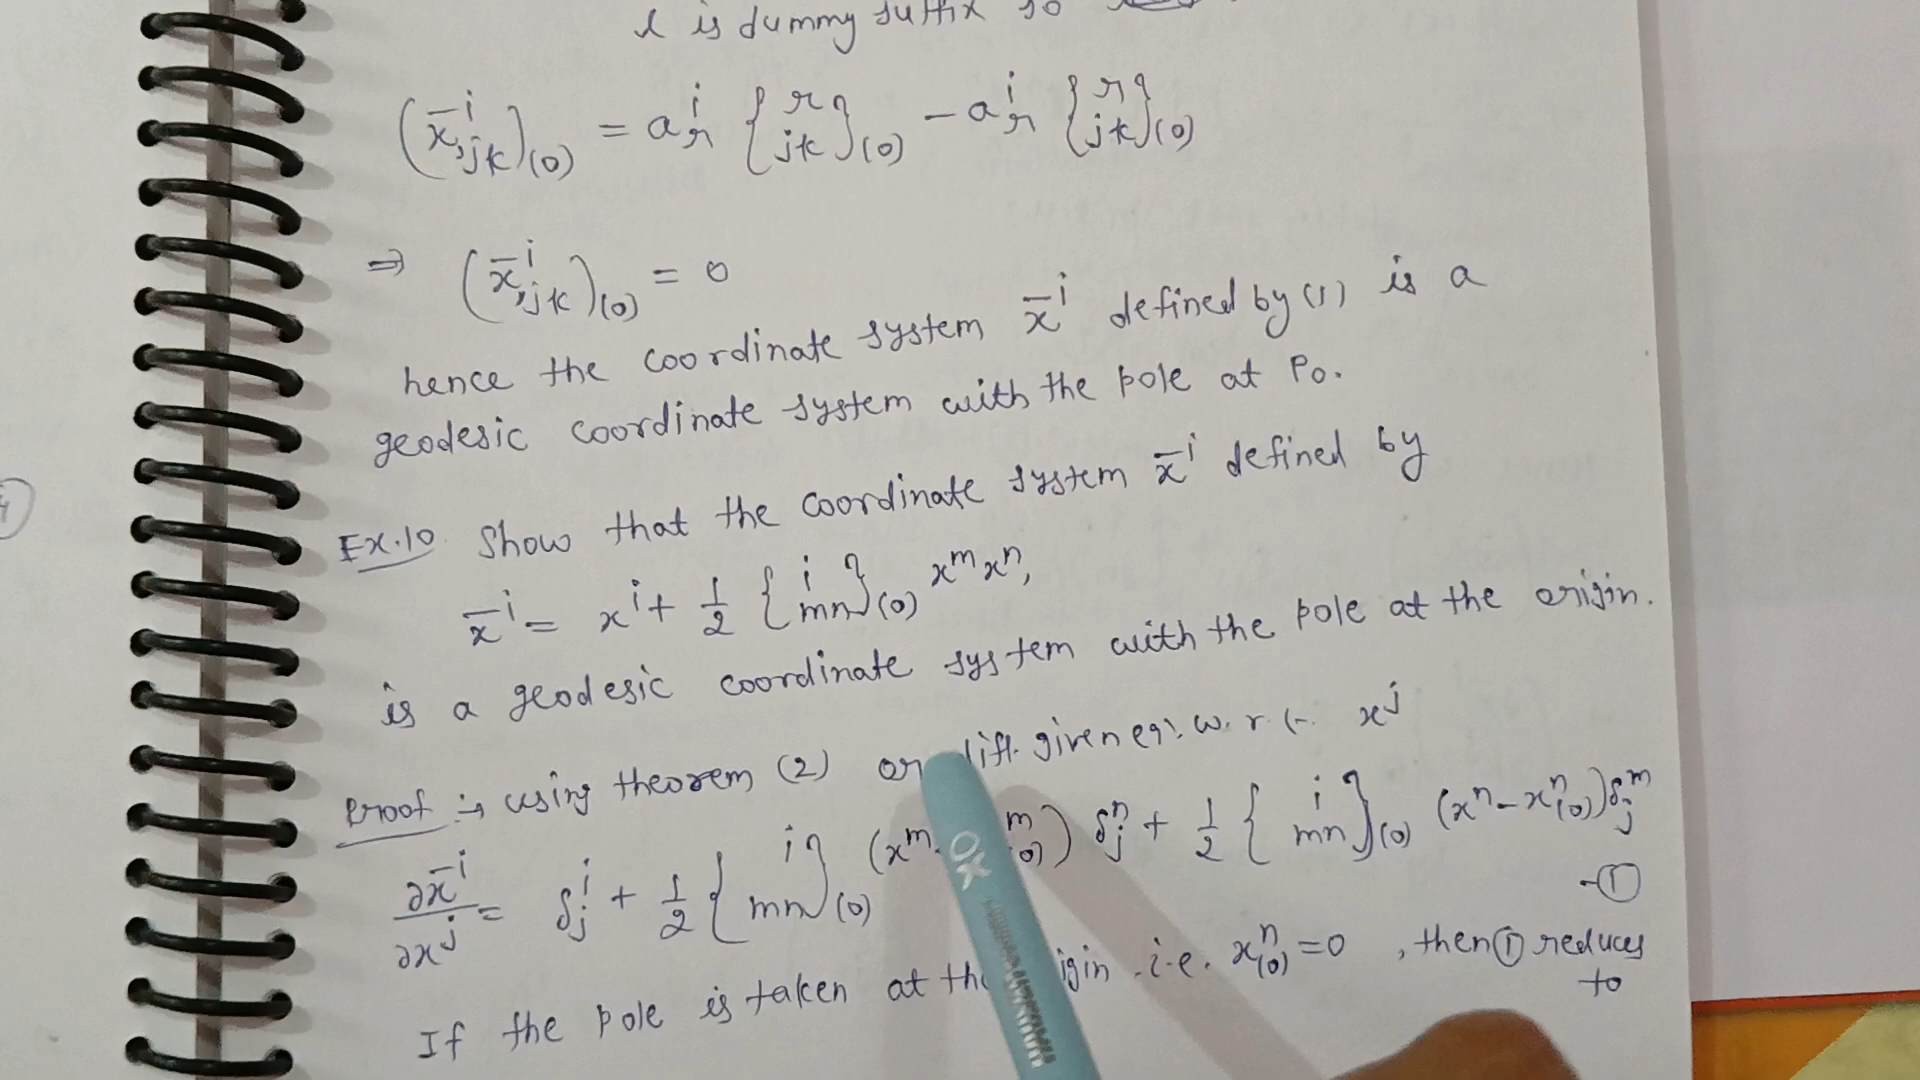 l is dummy suffix so
(x̄^i_{,jk})_(0) = a^i_r {r jk}_(0) - a^i_r {r jk}_(0)
⇒ (x̄^i_{,jk})_(0) = 0
hence the coordinate system x̄^i defined by (1) is a
geodesic coordinate system with the pole at P0.
Ex.10 Show that the coordinate system x̄^i defined by
x̄^i = x^i + 1/2 {i mn}_(0) x^m x^n,
is a geodesic coordinate system with the pole at the origin.
Proof :→ using theorem (2) or diff. given eqⁿ. w.r.t. x^j
∂x̄^i/∂x^j = δ^i_j + 1/2 {i mn}_(0) (x^m - m (0)) δ^n_j + 1/2 {i mn}_(0) (x^n - x^n_(0)) δ^m_j
-①
If the pole is taken at the igin .i.e. x^n_(0) = 0 , then ① reduces
to